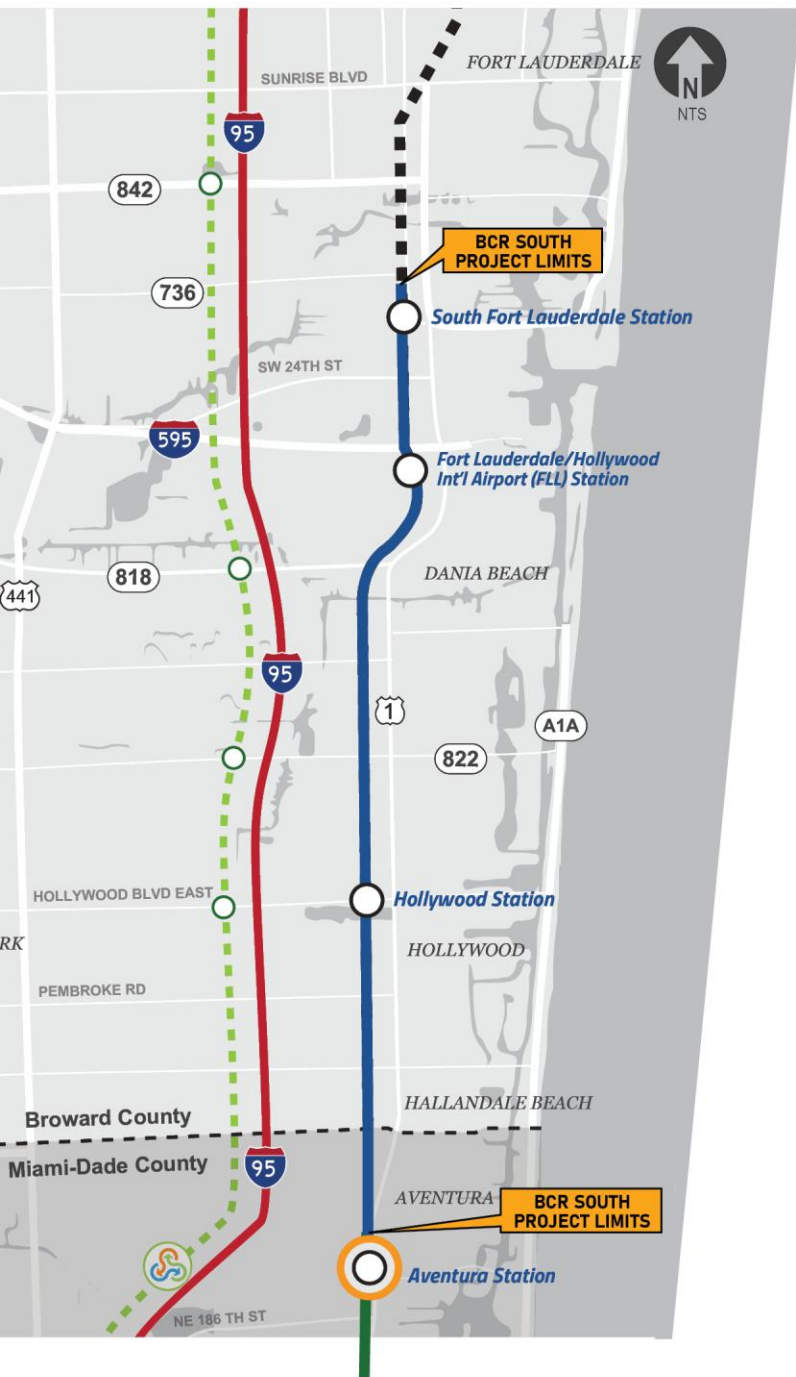 FORT LAUDERDALE
N
NTS
SUNRISE BLVD
95
842
BCR SOUTH
PROJECT LIMITS
736
South Fort Lauderdale Station
SW 24TH ST
595
Fort Lauderdale/Hollywood
Int'l Airport (FLL) Station
818
DANIA BEACH
441
95
1
A1A
822
HOLLYWOOD BLVD EAST
Hollywood Station
RK
HOLLYWOOD
PEMBROKE RD
HALLANDALE BEACH
Broward County
Miami-Dade County
95
AVENTURA
BCR SOUTH
PROJECT LIMITS
Aventura Station
NE 186 TH ST